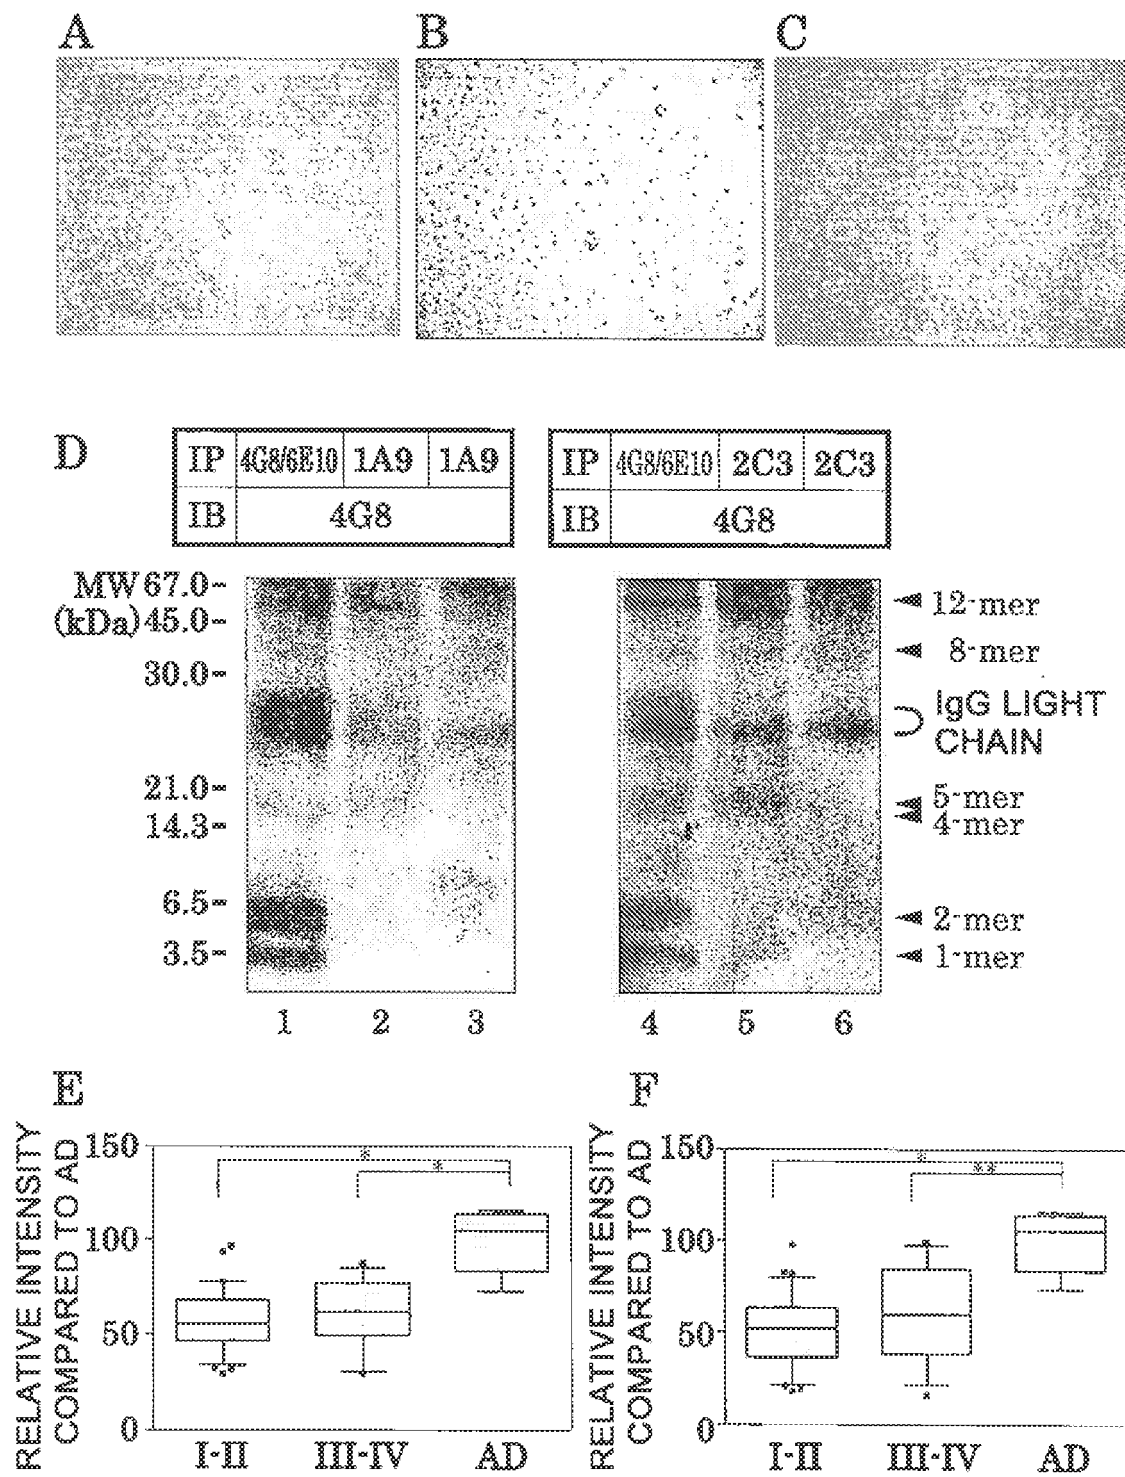 A B C
D
IP 4G8/6E10 1A9 1A9
IB 4G8
IP 4G8/6E10 2C3 2C3
IB 4G8
MW 67.0
(kDa) 45.0
30.0
21.0
14.3
6.5
3.5
12-mer
8-mer
IgG LIGHT
CHAIN
5-mer
4-mer
2-mer
1-mer
1 2 3
4 5 6
E
RELATIVE INTENSITY
COMPARED TO AD
150
100
50
0
* *
I-II III-IV AD
F
RELATIVE INTENSITY
COMPARED TO AD
150
100
50
0
* **
I-II III-IV AD